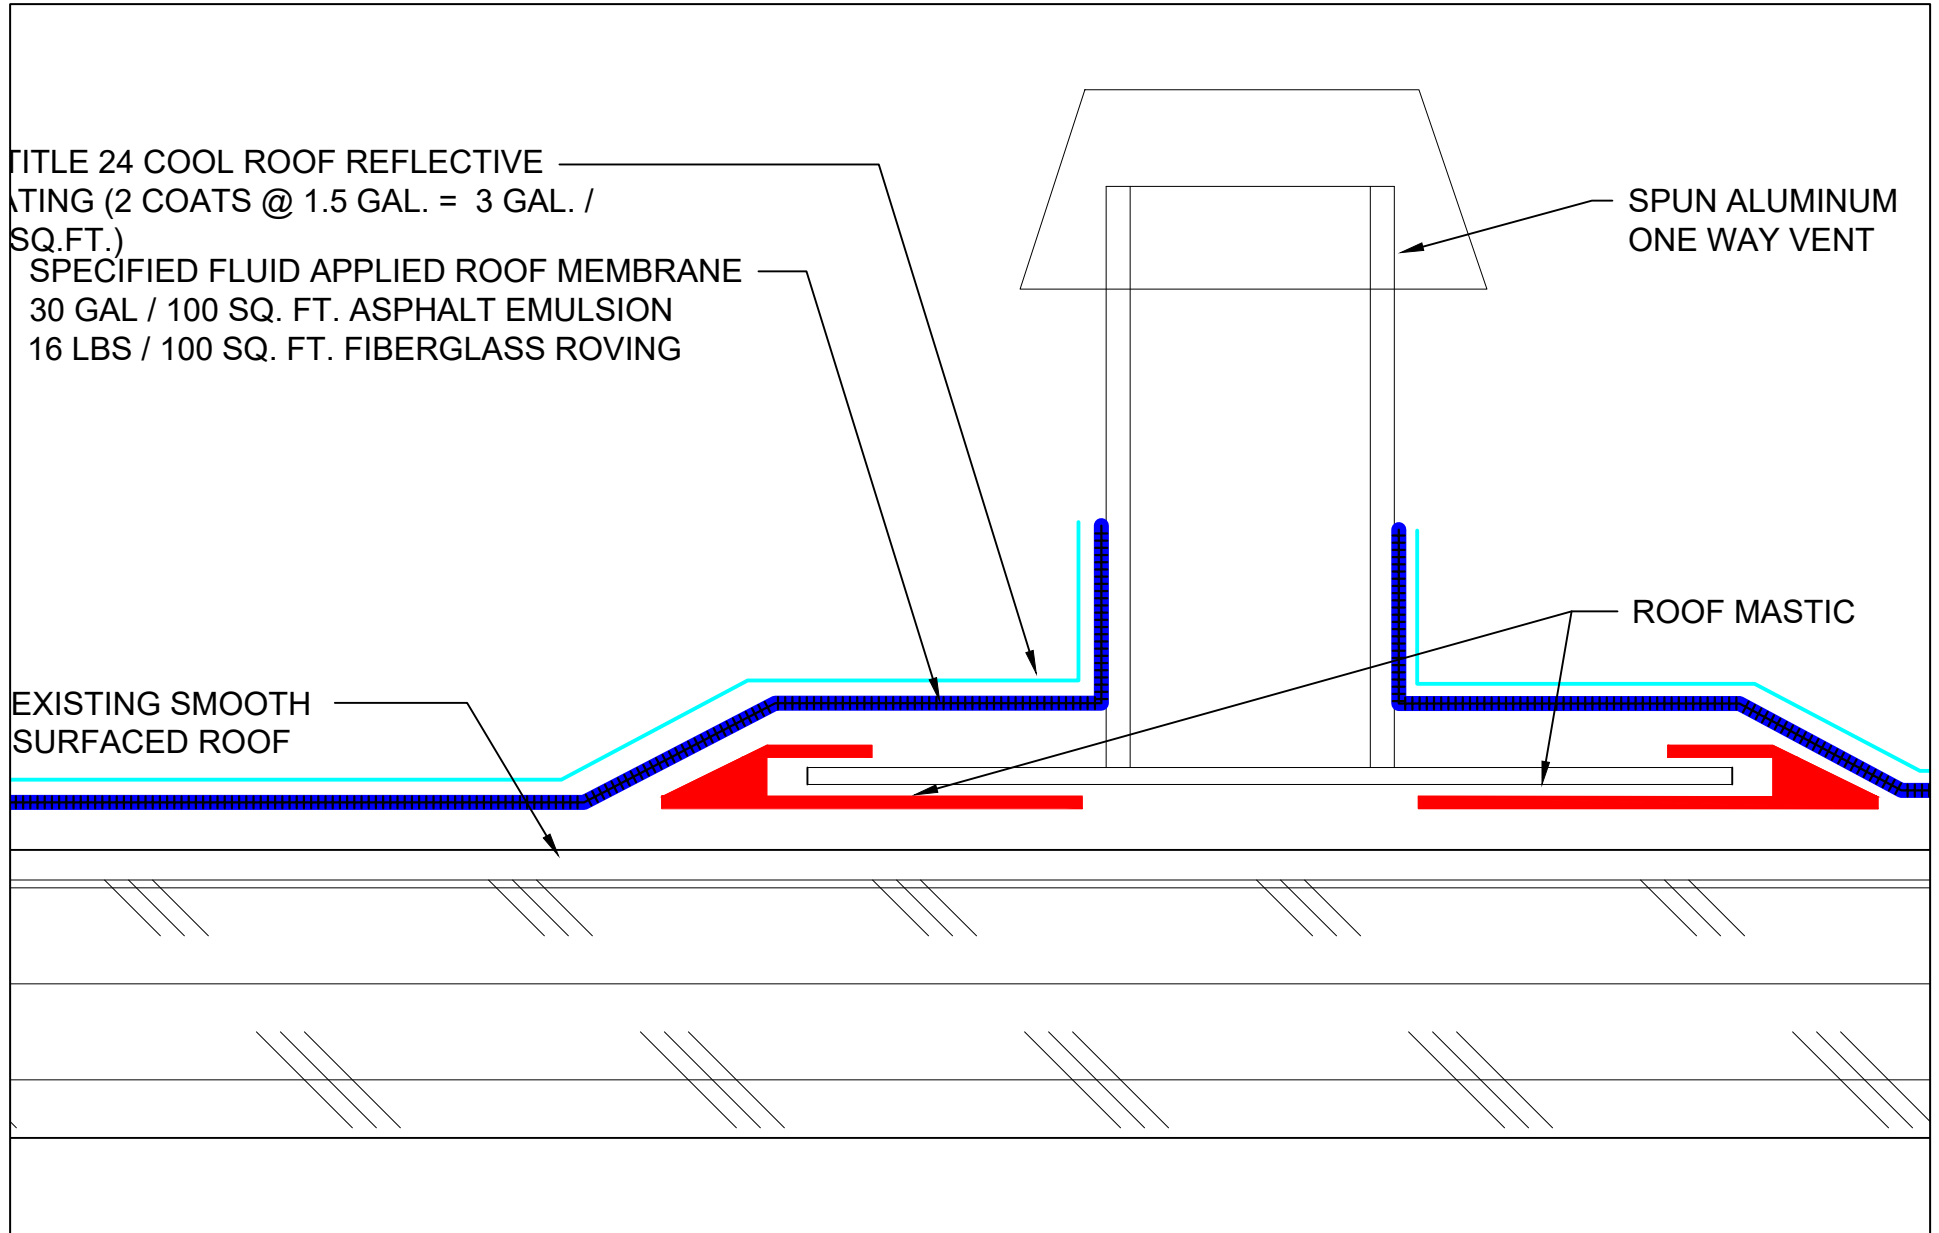 TITLE 24 COOL ROOF REFLECTIVE
ATING (2 COATS @ 1.5 GAL. = 3 GAL. /
SQ.FT.)
SPECIFIED FLUID APPLIED ROOF MEMBRANE
30 GAL / 100 SQ. FT. ASPHALT EMULSION
16 LBS / 100 SQ. FT. FIBERGLASS ROVING
SPUN ALUMINUM
ONE WAY VENT
ROOF MASTIC
EXISTING SMOOTH
SURFACED ROOF